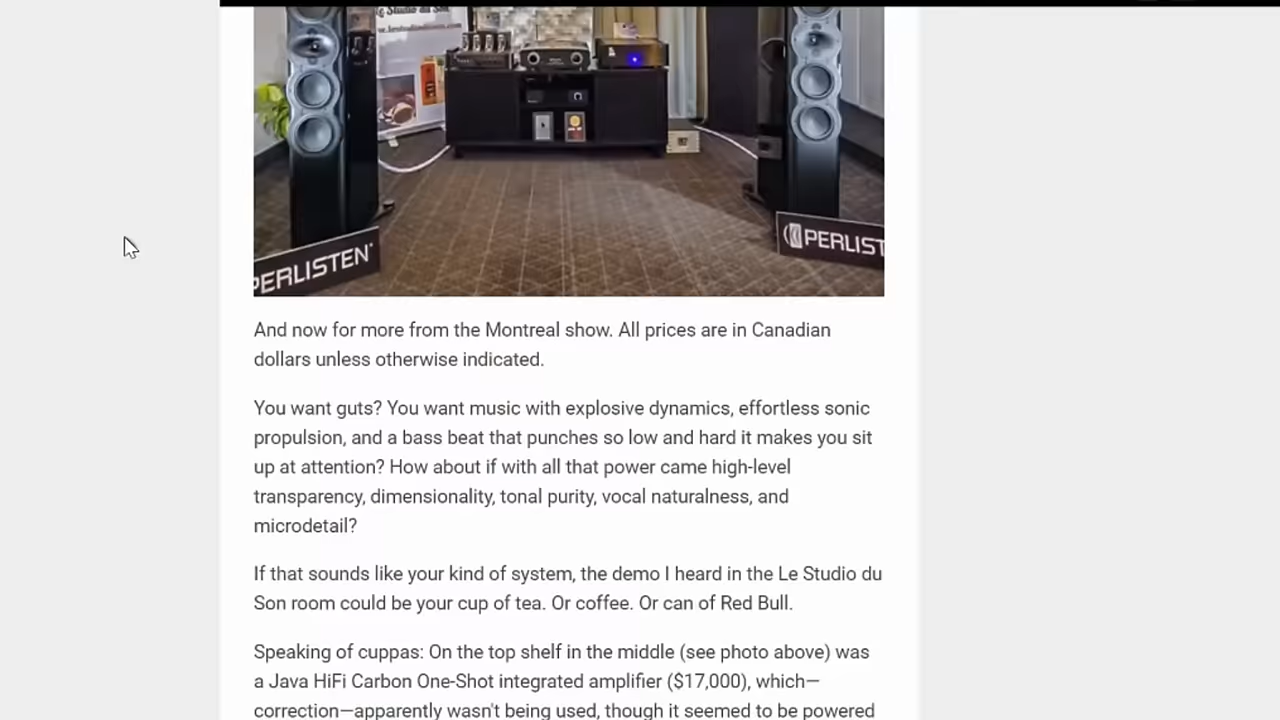 PERLISTEN
PERLIST
And now for more from the Montreal show. All prices are in Canadian
dollars unless otherwise indicated.
You want guts? You want music with explosive dynamics, effortless sonic
propulsion, and a bass beat that punches so low and hard it makes you sit
up at attention? How about if with all that power came high-level
transparency, dimensionality, tonal purity, vocal naturalness, and
microdetail?
If that sounds like your kind of system, the demo I heard in the Le Studio du
Son room could be your cup of tea. Or coffee. Or can of Red Bull.
Speaking of cuppas: On the top shelf in the middle (see photo above) was
a Java HiFi Carbon One-Shot integrated amplifier ($17,000), which—
correction—apparently wasn't being used, though it seemed to be powered